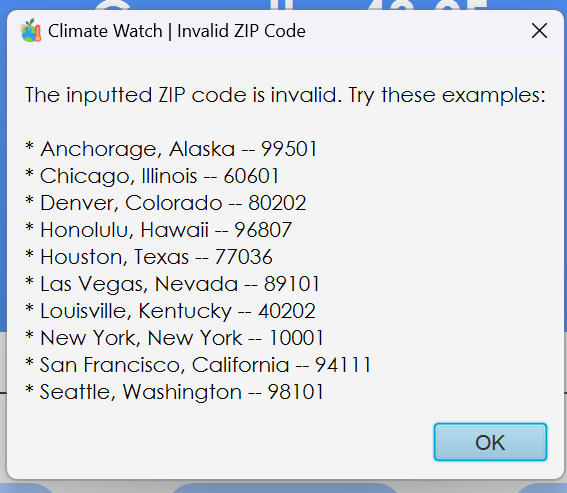 Climate Watch | Invalid ZIP Code
The inputted ZIP code is invalid. Try these examples:
* Anchorage, Alaska -- 99501
* Chicago, Illinois -- 60601
* Denver, Colorado -- 80202
* Honolulu, Hawaii -- 96807
* Houston, Texas -- 77036
* Las Vegas, Nevada -- 89101
* Louisville, Kentucky -- 40202
* New York, New York -- 10001
* San Francisco, California -- 94111
* Seattle, Washington -- 98101
OK